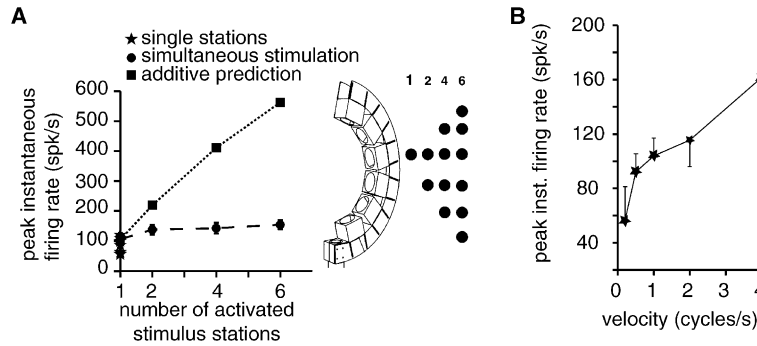 A
single stations
simultaneous stimulation
additive prediction
peak instantaneous
firing rate (spk/s)
600
500
400
300
200
100
0
1 2 4 6
number of activated
stimulus stations
1 2 4 6
B
peak inst. firing rate (spk/s)
200
160
120
80
40
0 1 2 3 4
velocity (cycles/s)